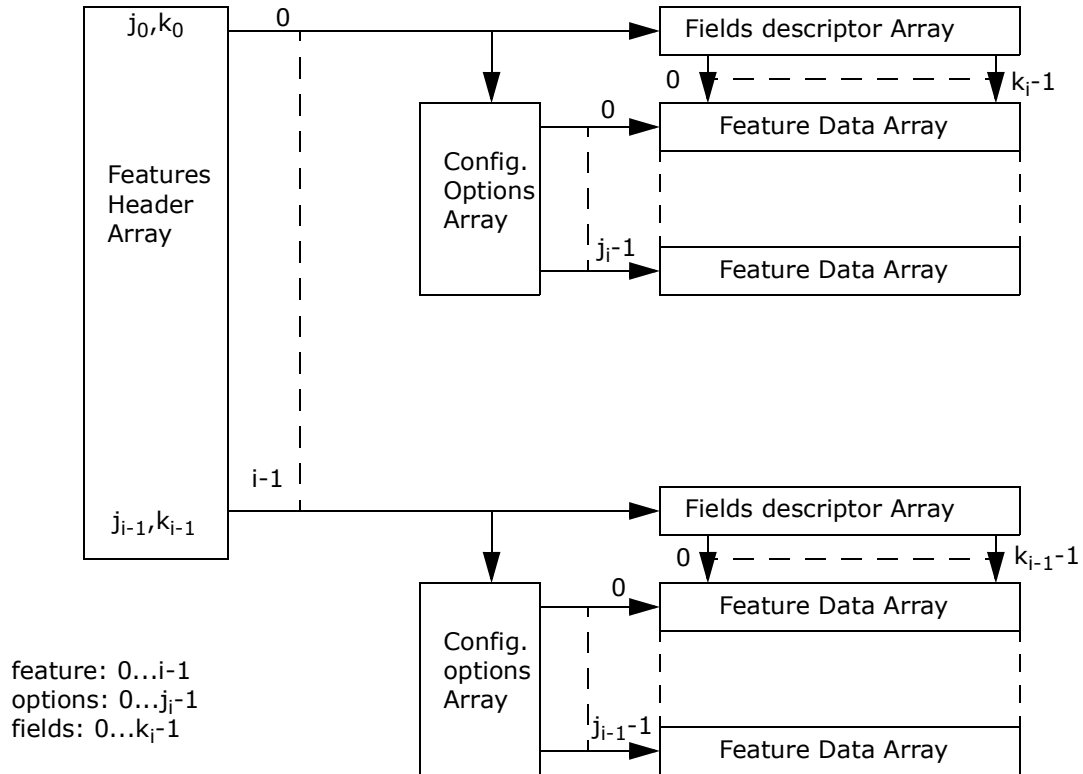 j₀,k₀
0
Fields descriptor Array
0
kᵢ-1
Features
Header
Array
Config.
Options
Array
0
Feature Data Array
jᵢ-1
Feature Data Array
i-1
jᵢ₋₁,kᵢ₋₁
Fields descriptor Array
0
kᵢ₋₁-1
Config.
options
Array
0
Feature Data Array
jᵢ₋₁-1
Feature Data Array
feature: 0...i-1
options: 0...jᵢ-1
fields: 0...kᵢ-1